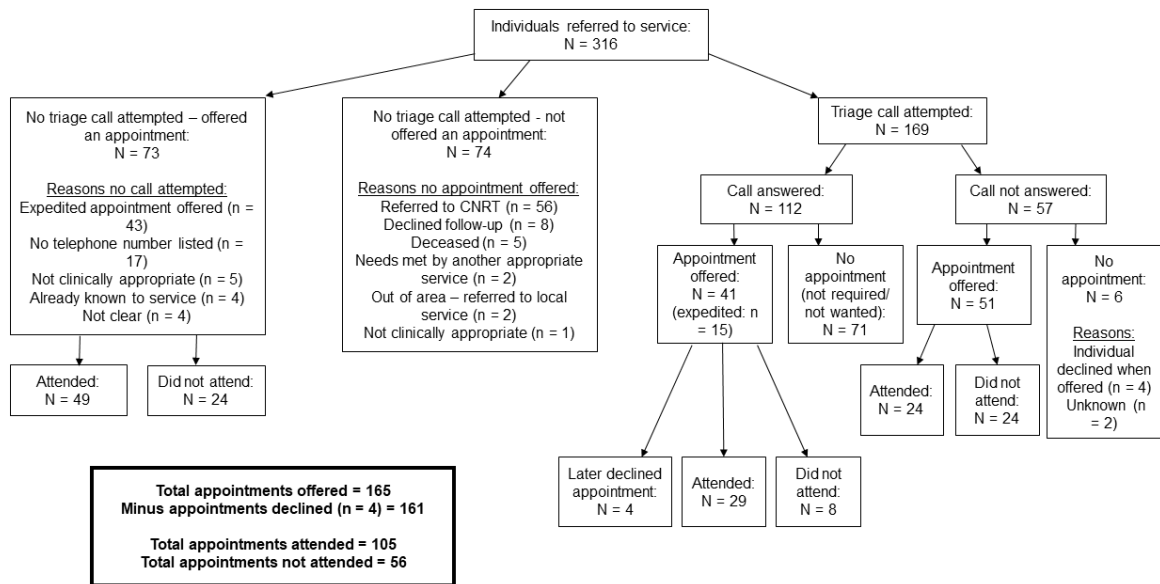 Individuals referred to service:
N = 316
No triage call attempted – offered
an appointment:
N = 73
Reasons no call attempted:
Expedited appointment offered (n =
43)
No telephone number listed (n =
17)
Not clinically appropriate (n = 5)
Already known to service (n = 4)
Not clear (n = 4)
No triage call attempted - not
offered an appointment:
N = 74
Reasons no appointment offered:
Referred to CNRT (n = 56)
Declined follow-up (n = 8)
Deceased (n = 5)
Needs met by another appropriate
service (n = 2)
Out of area – referred to local
service (n = 2)
Not clinically appropriate (n = 1)
Triage call attempted:
N = 169
Call answered:
N = 112
Call not answered:
N = 57
Appointment
offered:
N = 41
(expedited: n
= 15)
No
appointment
(not required/
not wanted):
N = 71
Appointment
offered:
N = 51
No
appointment:
N = 6
Reasons:
Individual
declined when
offered (n = 4)
Unknown (n
= 2)
Attended:
N = 49
Did not attend:
N = 24
Attended:
N = 24
Did not
attend:
N = 24
Later declined
appointment:
N = 4
Attended:
N = 29
Did not
attend:
N = 8
Total appointments offered = 165
Minus appointments declined (n = 4) = 161
Total appointments attended = 105
Total appointments not attended = 56